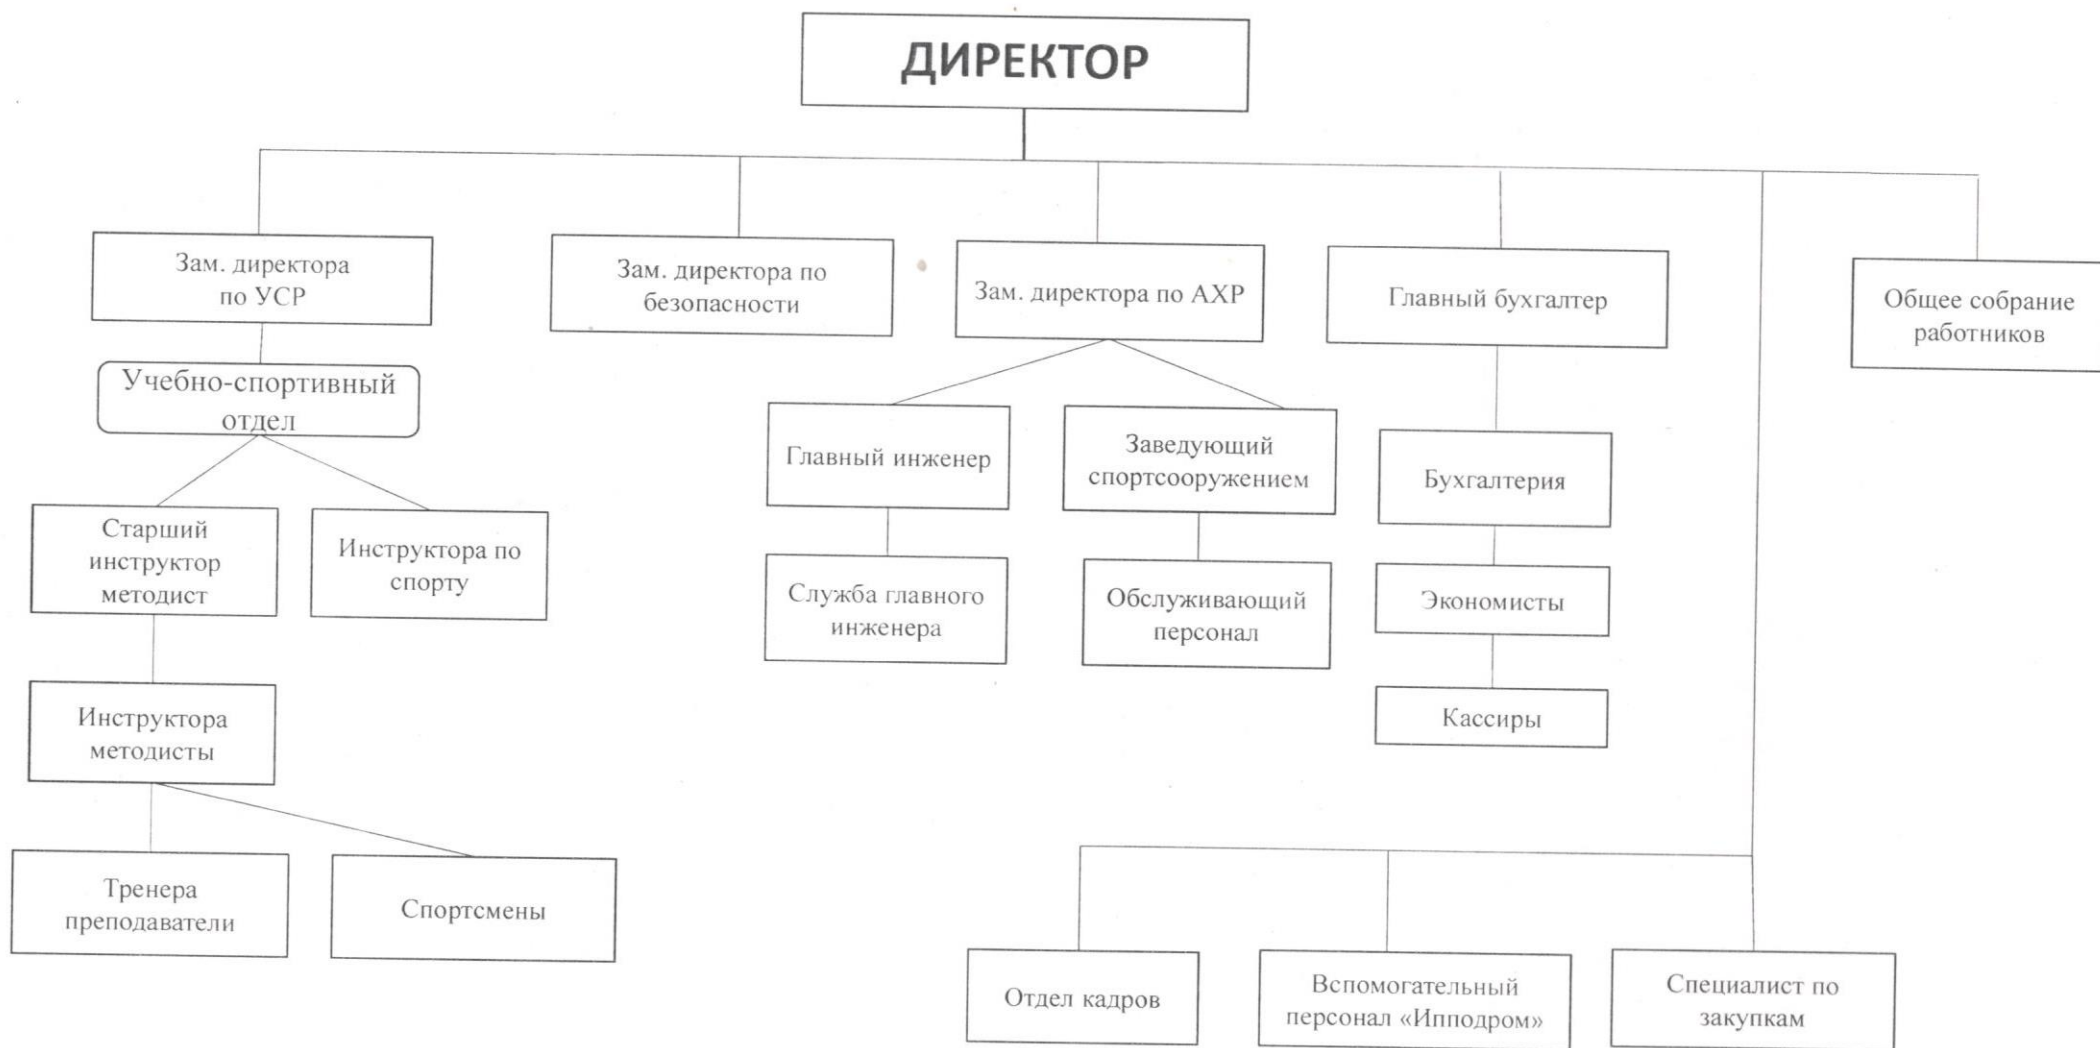 ДИРЕКТОР
Зам. директора
по УСР
Зам. директора по
безопасности
Зам. директора по АХР
Главный бухгалтер
Общее собрание
работников
Учебно-спортивный
отдел
Главный инженер
Заведующий
спортсооружением
Бухгалтерия
Старший
инструктор
методист
Инструктора по
спорту
Служба главного
инженера
Обслуживающий
персонал
Экономисты
Инструктора
методисты
Кассиры
Тренера
преподаватели
Спортсмены
Отдел кадров
Вспомогательный
персонал «Ипподром»
Специалист по
закупкам